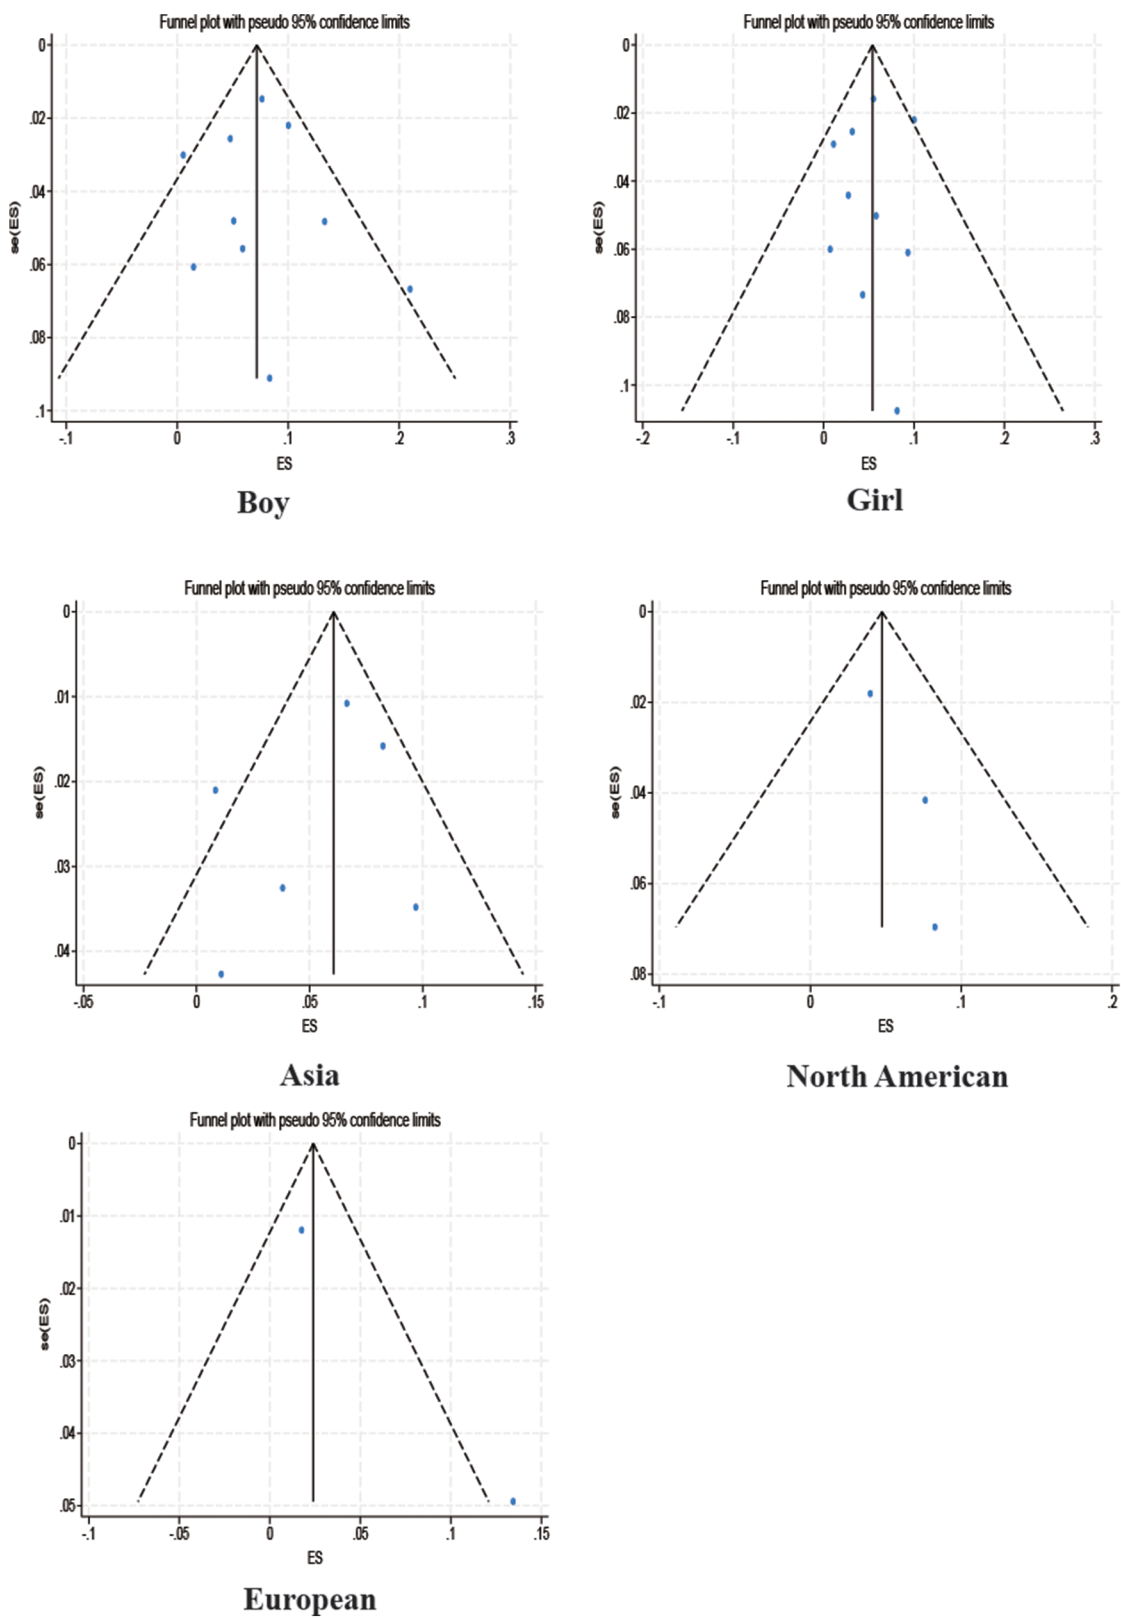 Funnel plot with pseudo 95% confidence limits
0
.02
.04
.06
.08
.1
se(ES)
-.1 0 .1 .2 .3
ES
Boy
Funnel plot with pseudo 95% confidence limits
0
.02
.04
.06
.08
.1
se(ES)
-.2 -.1 0 .1 .2 .3
ES
Girl
Funnel plot with pseudo 95% confidence limits
0
.01
.02
.03
.04
se(ES)
-.05 0 .05 .1 .15
ES
Asia
Funnel plot with pseudo 95% confidence limits
0
.02
.04
.06
.08
se(ES)
-.1 0 .1 .2
ES
North American
Funnel plot with pseudo 95% confidence limits
0
.01
.02
.03
.04
.05
se(ES)
-.1 -.05 0 .05 .1 .15
ES
European